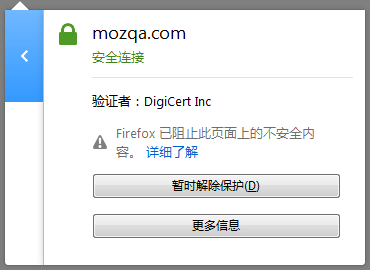 mozqa.com
安全连接
验证者：DigiCert Inc
Firefox 已阻止此页面上的不安全内
容。 详细了解
暂时解除保护(D)
更多信息